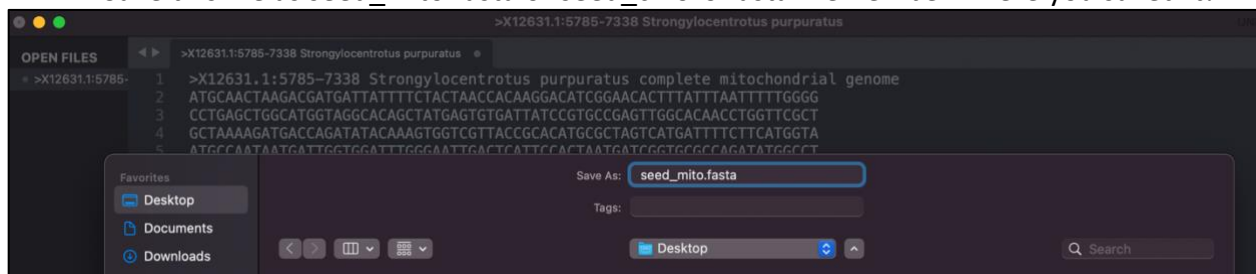 >X12631.1:5785-7338 Strongylocentrotus purpuratus
OPEN FILES
>X12631.1:5785-7338 Strongylocentrotus purpuratus
>X12631.1:5785-
1 >X12631.1:5785-7338 Strongylocentrotus purpuratus complete mitochondrial genome
2 ATGCAACTAAGACGATGATTATTTTCTACTAACCACAAGGACATCGGAACACTTTATTTAATTTTTGGGG
3 CCTGAGCTGGCATGGTAGGCACAGCTATGAGTGTGATTATCCGTGCCGAGTTGGCACAACCTGGTTCGCT
4 GCTAAAAGATGACCAGATATACAAAGTGGTCGTTACCGCACATGCGCTAGTCATGATTTTCTTCATGGTA
5 ATGCCAATAATGATTGGTGGATTTGGGAATTGACTCATTCCACTAATGATCGGTGCGCCAGATATGGCCT
Favorites
Desktop
Documents
Downloads
Save As: seed_mito.fasta
Tags:
Desktop
Search